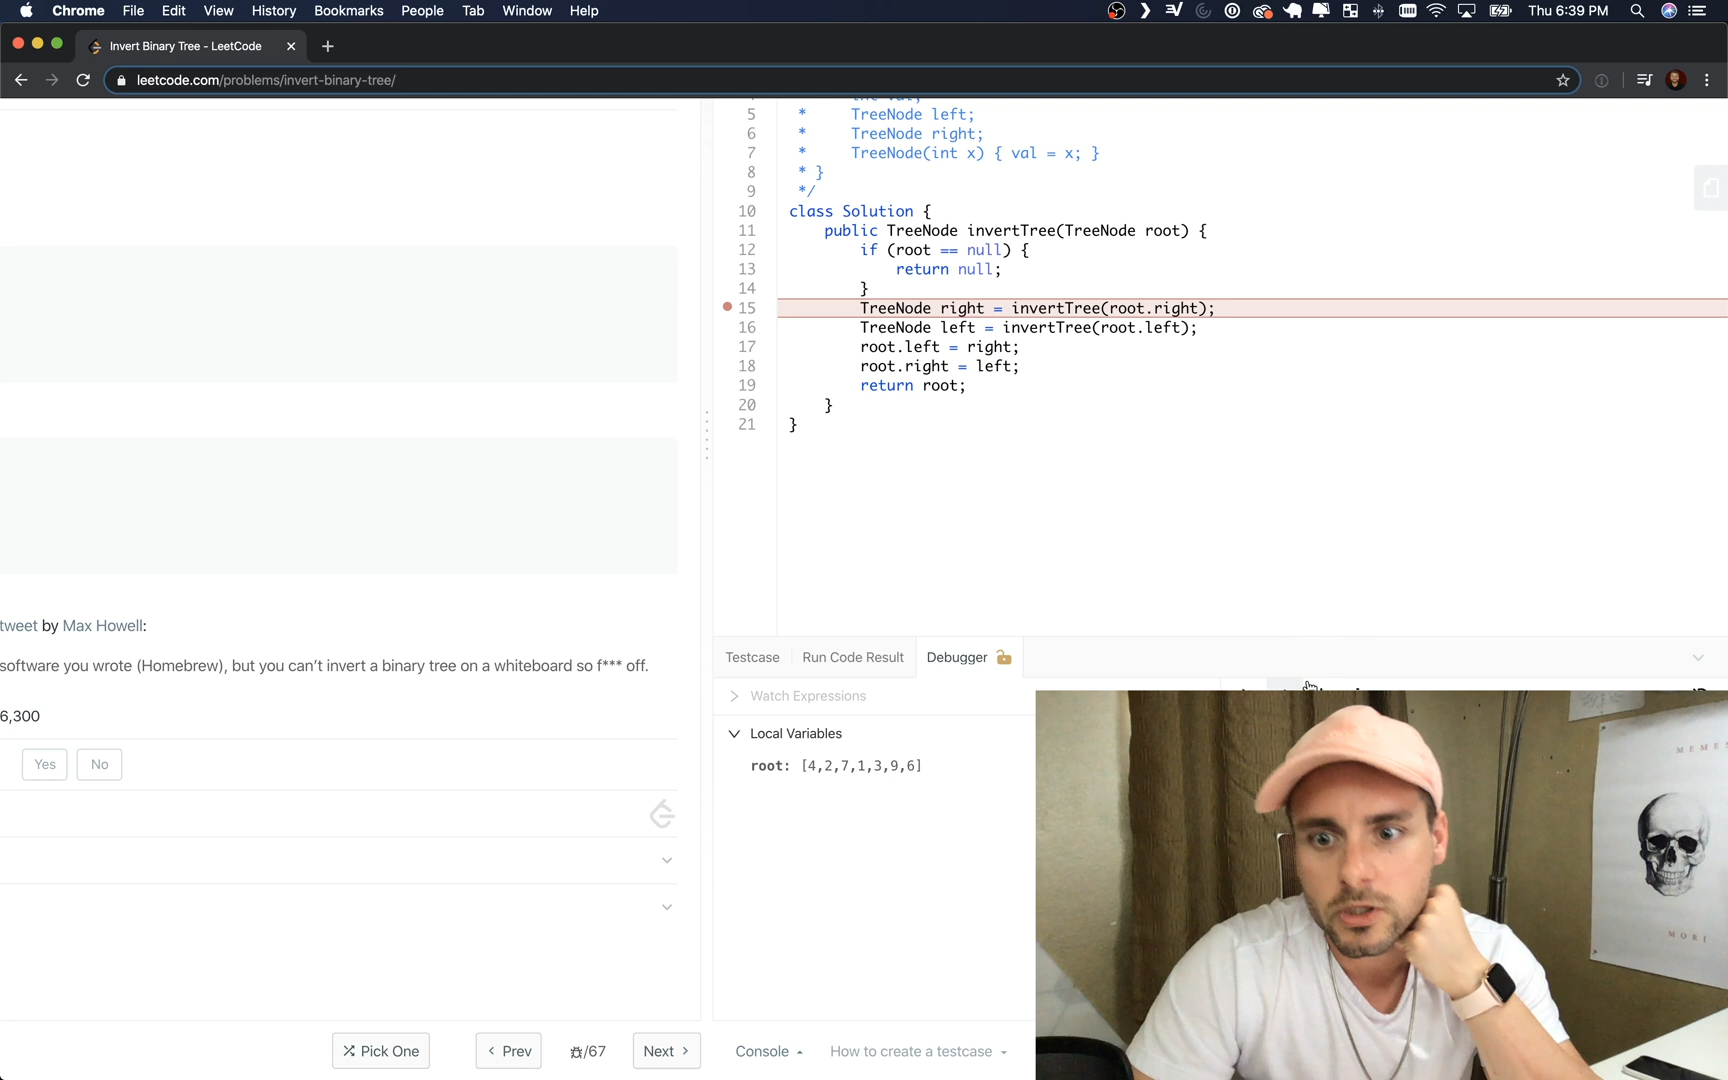 Chrome File Edit View History Bookmarks People Tab Window Help
Thu 6:39 PM
Invert Binary Tree - LeetCode
leetcode.com/problems/invert-binary-tree/
5 * TreeNode left;
6 * TreeNode right;
7 * TreeNode(int x) { val = x; }
8 * }
9 */
10 class Solution {
11 public TreeNode invertTree(TreeNode root) {
12 if (root == null) {
13 return null;
14 }
15 TreeNode right = invertTree(root.right);
16 TreeNode left = invertTree(root.left);
17 root.left = right;
18 root.right = left;
19 return root;
20 }
21 }
tweet by Max Howell:
software you wrote (Homebrew), but you can't invert a binary tree on a whiteboard so f*** off.
6,300
Yes No
Pick One
Prev
/67
Next
Testcase Run Code Result Debugger
Watch Expressions
Local Variables
root: [4,2,7,1,3,9,6]
Console
How to create a testcase
MEMEN
MORI